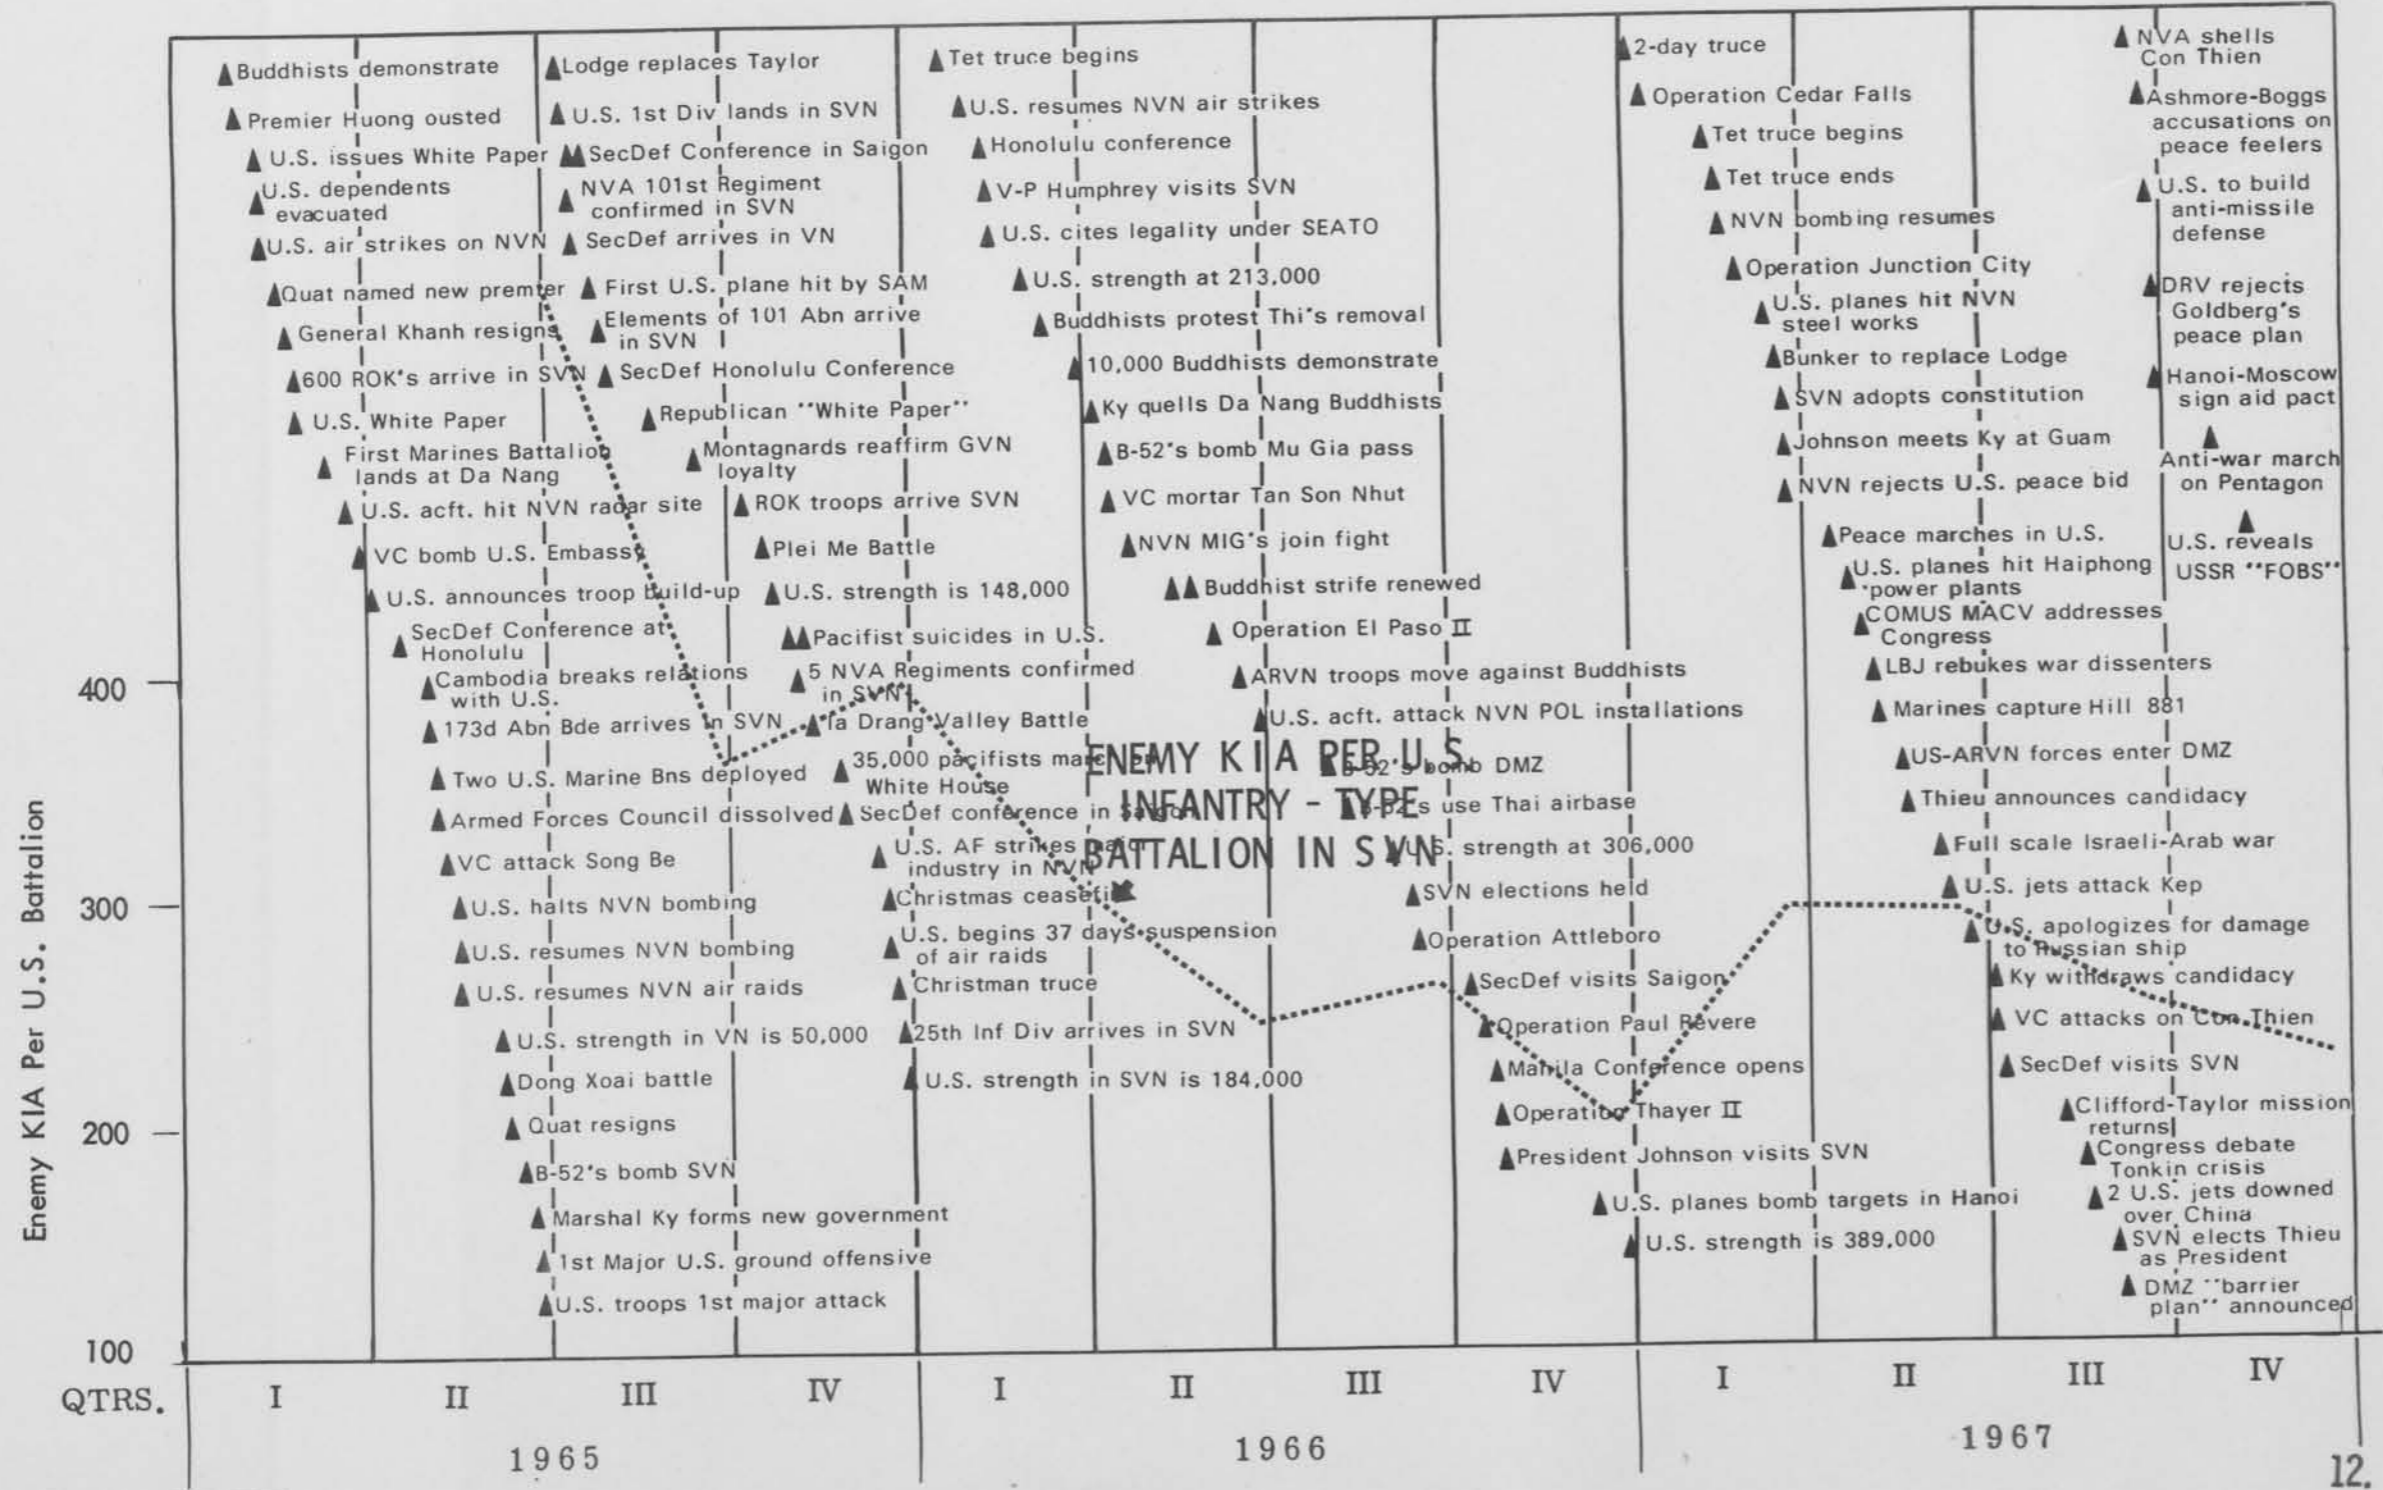 Buddhists demonstrate
Premier Huong ousted
U.S. issues White Paper
U.S. dependents
evacuated
U.S. air strikes on NVN
Quat named new premier
General Khanh resigns
600 ROK's arrive in SVN
U.S. White Paper
First Marines Battalion
lands at Da Nang
U.S. acft. hit NVN radar site
VC bomb U.S. Embassy
U.S. announces troop build-up
SecDef Conference at
Honolulu
Cambodia breaks relations
with U.S.
173d Abn Bde arrives in SVN
Two U.S. Marine Bns deployed
Armed Forces Council dissolved
VC attack Song Be
U.S. halts NVN bombing
U.S. resumes NVN bombing
U.S. resumes NVN air raids
U.S. strength in VN is 50,000
Dong Xoai battle
Quat resigns
B-52's bomb SVN
Marshal Ky forms new government
1st Major U.S. ground offensive
U.S. troops 1st major attack
Lodge replaces Taylor
U.S. 1st Div lands in SVN
SecDef Conference in Saigon
NVA 101st Regiment
confirmed in SVN
SecDef arrives in VN
First U.S. plane hit by SAM
Elements of 101 Abn arrive
in SVN
SecDef Honolulu Conference
Republican "White Paper"
Montagnards reaffirm GVN
loyalty
ROK troops arrive SVN
Plei Me Battle
U.S. strength is 148,000
Pacifist suicides in U.S.
5 NVA Regiments confirmed
in SVN
Ia Drang Valley Battle
35,000 pacifists march on
White House
SecDef conference in Saigon
U.S. AF strikes major
industry in NVN
Christmas ceasefire
U.S. begins 37 days suspension
of air raids
Christman truce
25th Inf Div arrives in SVN
U.S. strength in SVN is 184,000
Tet truce begins
U.S. resumes NVN air strikes
Honolulu conference
V-P Humphrey visits SVN
U.S. cites legality under SEATO
U.S. strength at 213,000
Buddhists protest Thi's removal
10,000 Buddhists demonstrate
Ky quells Da Nang Buddhists
B-52's bomb Mu Gia pass
VC mortar Tan Son Nhut
NVN MIG's join fight
Buddhist strife renewed
Operation El Paso II
ARVN troops move against Buddhists
U.S. acft. attack NVN POL installations
B-52's bomb DMZ
B-52's use Thai airbase
U.S. strength at 306,000
SVN elections held
Operation Attleboro
SecDef visits Saigon
Operation Paul Revere
Manila Conference opens
Operation Thayer II
President Johnson visits SVN
U.S. planes bomb targets in Hanoi
U.S. strength is 389,000
ENEMY KIA PER U.S.
INFANTRY - TYPE
BATTALION IN SVN
2-day truce
Operation Cedar Falls
Tet truce begins
Tet truce ends
NVN bombing resumes
Operation Junction City
U.S. planes hit NVN
steel works
Bunker to replace Lodge
SVN adopts constitution
Johnson meets Ky at Guam
NVN rejects U.S. peace bid
Peace marches in U.S.
U.S. planes hit Haiphong
power plants
COMUS MACV addresses
Congress
LBJ rebukes war dissenters
Marines capture Hill 881
US-ARVN forces enter DMZ
Thieu announces candidacy
Full scale Israeli-Arab war
U.S. jets attack Kep
U.S. apologizes for damage
to Russian ship
Ky withdraws candidacy
VC attacks on Con Thien
SecDef visits SVN
Clifford-Taylor mission
returns
Congress debate
Tonkin crisis
2 U.S. jets downed
over China
SVN elects Thieu
as President
DMZ "barrier
plan" announced
NVA shells
Con Thien
Ashmore-Boggs
accusations on
peace feelers
U.S. to build
anti-missile
defense
DRV rejects
Goldberg's
peace plan
Hanoi-Moscow
sign aid pact
Anti-war march
on Pentagon
U.S. reveals
USSR "FOBS"
Enemy KIA Per U.S. Battalion
400
300
200
100
QTRS. I II III IV I II III IV I II III IV
1965 1966 1967
12.